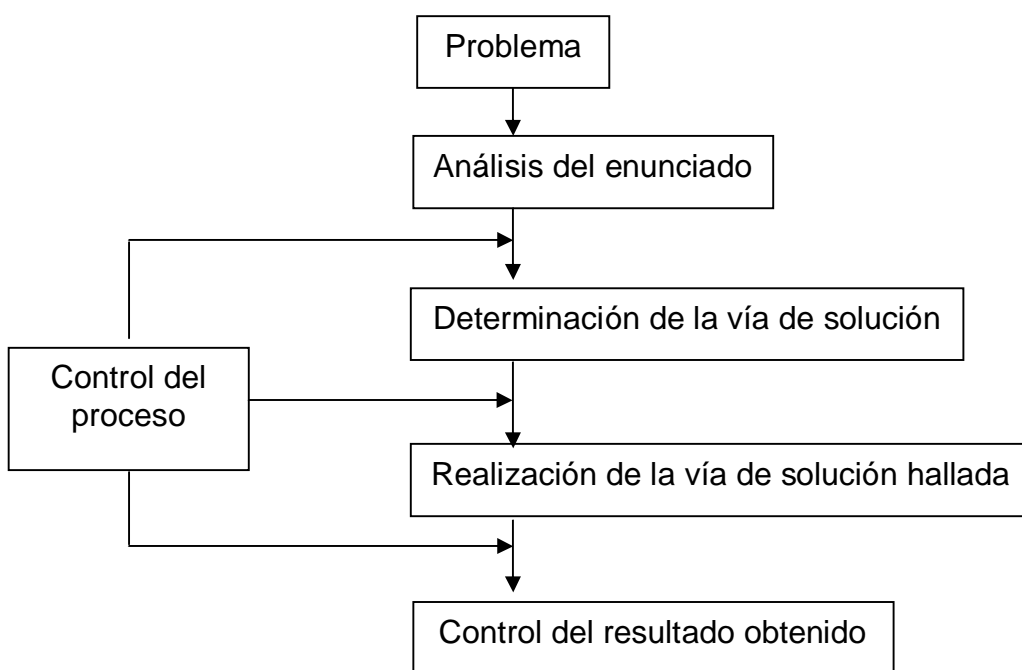 Problema
Análisis del enunciado
Determinación de la vía de solución
Control del
proceso
Realización de la vía de solución hallada
Control del resultado obtenido